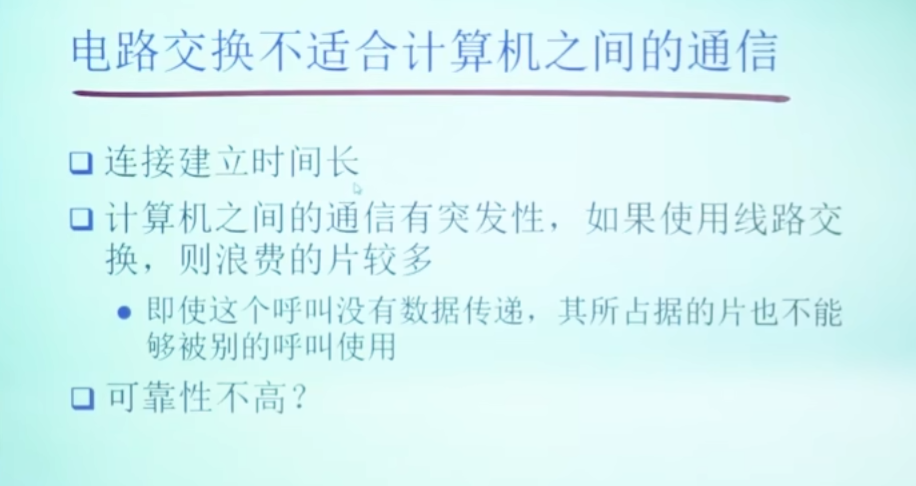 电路交换不适合计算机之间的通信
连接建立时间长
计算机之间的通信有突发性，如果使用线路交
换，则浪费的片较多
即使这个呼叫没有数据传递，其所占据的片也不能
够被别的呼叫使用
可靠性不高？